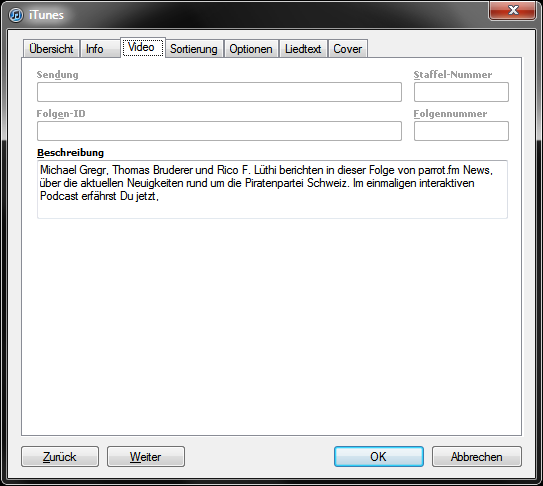 iTunes
Übersicht Info Video Sortierung Optionen Liedtext Cover
Sendung Staffel-Nummer
Folgen-ID Folgennummer
Beschreibung
Michael Gregr, Thomas Bruderer und Rico F. Lüthi berichten in dieser Folge von parrot.fm News,
über die aktuellen Neuigkeiten rund um die Piratenpartei Schweiz. Im einmaligen interaktiven
Podcast erfährst Du jetzt,
Zurück Weiter OK Abbrechen